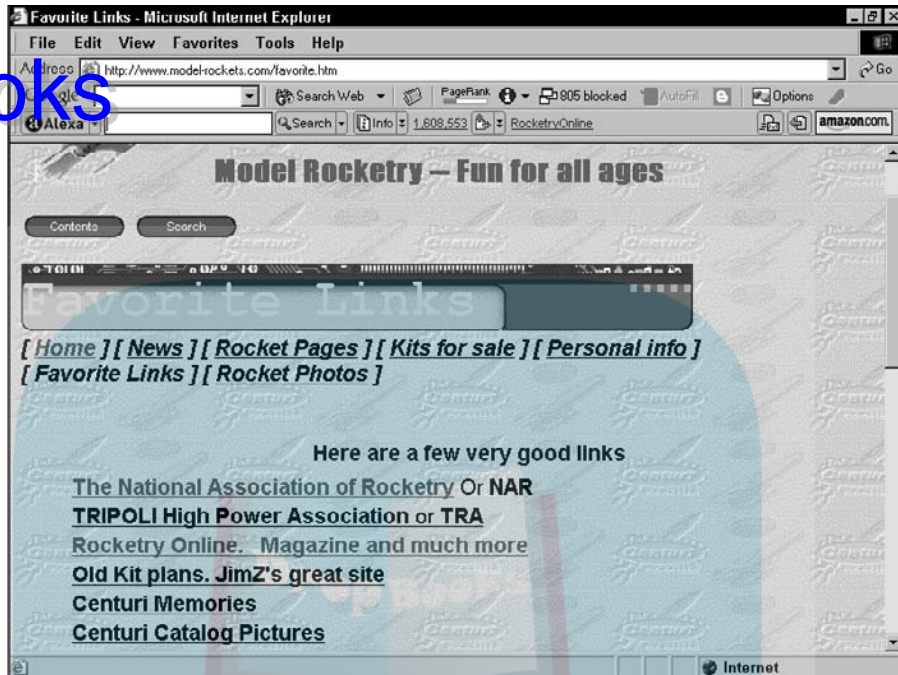 Favorite Links - Microsoft Internet Explorer
File Edit View Favorites Tools Help
oks
Address http://www.model-rockets.com/favorite.htm Go
Search Web PageRank 805 blocked AutoFill Options
Alexa Search Info 1,608,553 RocketryOnline amazon.com.
Model Rocketry – Fun for all ages
Contents Search
Favorite Links
[ Home ] [ News ] [ Rocket Pages ] [ Kits for sale ] [ Personal info ]
[ Favorite Links ] [ Rocket Photos ]
Here are a few very good links
The National Association of Rocketry Or NAR
TRIPOLI High Power Association or TRA
Rocketry Online. Magazine and much more
Old Kit plans. JimZ's great site
Centuri Memories
Centuri Catalog Pictures
Internet